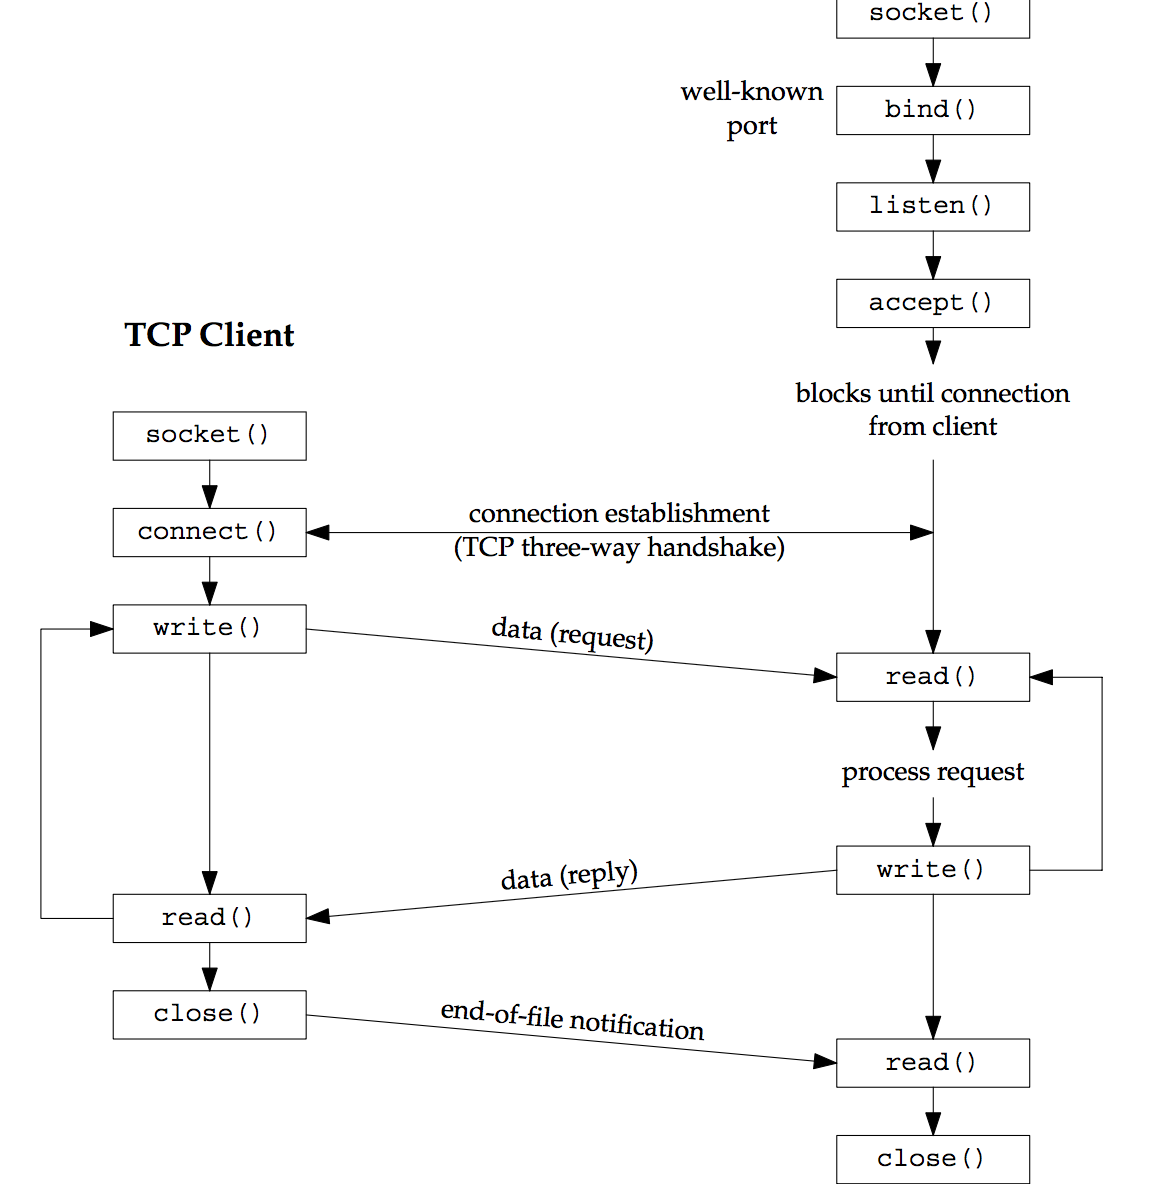 socket()
well-known
port
bind()
listen()
accept()
TCP Client
blocks until connection
from client
socket()
connection establishment
connect()
(TCP three-way handshake)
write()
data (request)
read()
process request
data (reply)
write()
read()
close()
end-of-file notification
read()
close()